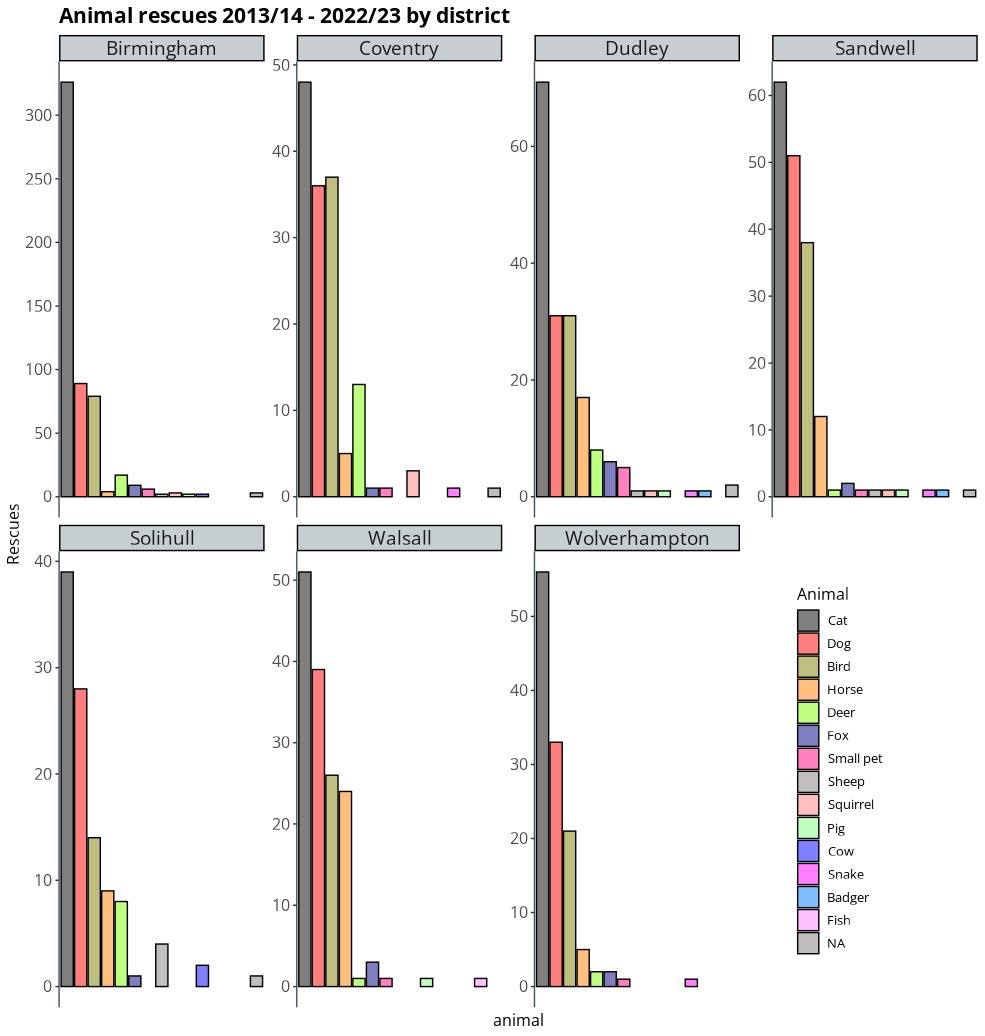 Animal rescues 2013/14 - 2022/23 by district
Birmingham
Coventry
Dudley
Sandwell
300
250
200
150
100
50
0
50
40
30
20
10
0
60
40
20
0
60
50
40
30
20
10
0
Rescues
Solihull
Walsall
Wolverhampton
40
30
20
10
0
50
40
30
20
10
0
50
40
30
20
10
0
Animal
Cat
Dog
Bird
Horse
Deer
Fox
Small pet
Sheep
Squirrel
Pig
Cow
Snake
Badger
Fish
NA
animal